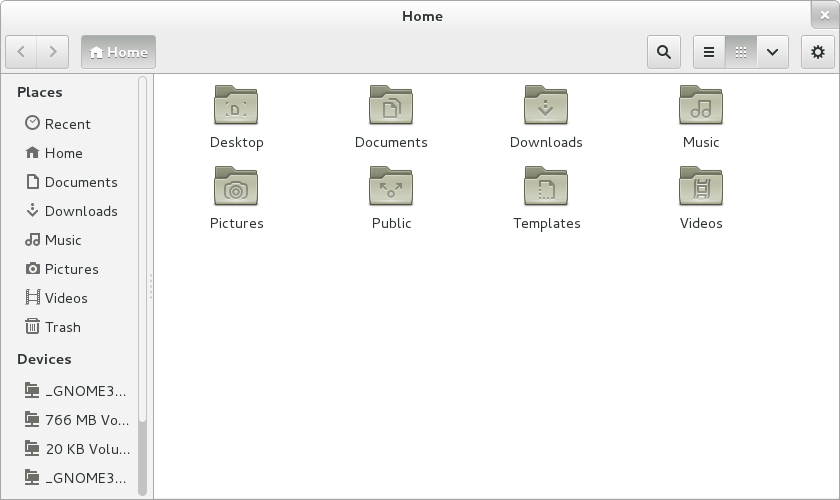 Home
Home
Places
Recent
Home
Documents
Downloads
Music
Pictures
Videos
Trash
Devices
_GNOME3...
766 MB Vo...
20 KB Volu...
_GNOME3...
Desktop Documents Downloads Music
Pictures Public Templates Videos